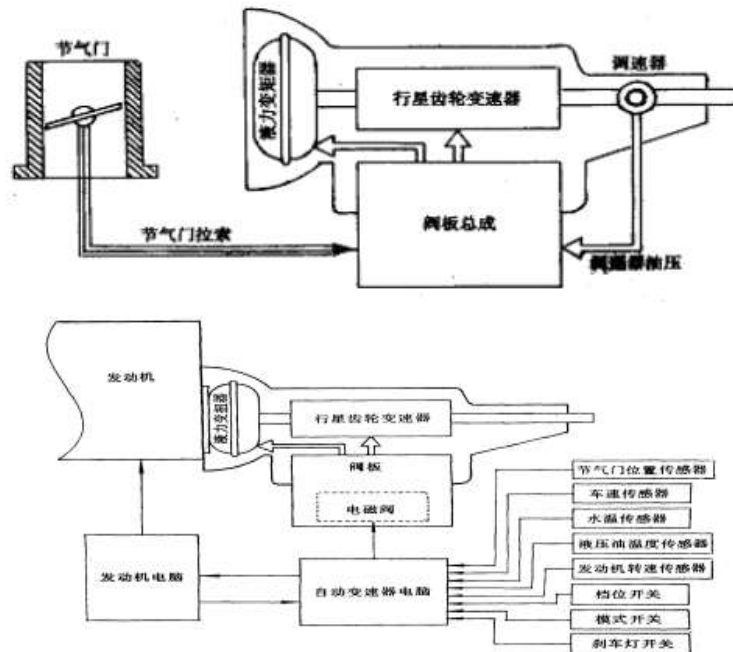 节气门
液力变矩器
行星齿轮变速器
调速器
阀板总成
节气门拉索
调速器油压
发动机
液力变矩器
行星齿轮变速器
阀板
电磁阀
发动机电脑
自动变速器电脑
节气门位置传感器
车速传感器
水温传感器
液压油温度传感器
发动机转速传感器
档位开关
模式开关
刹车灯开关